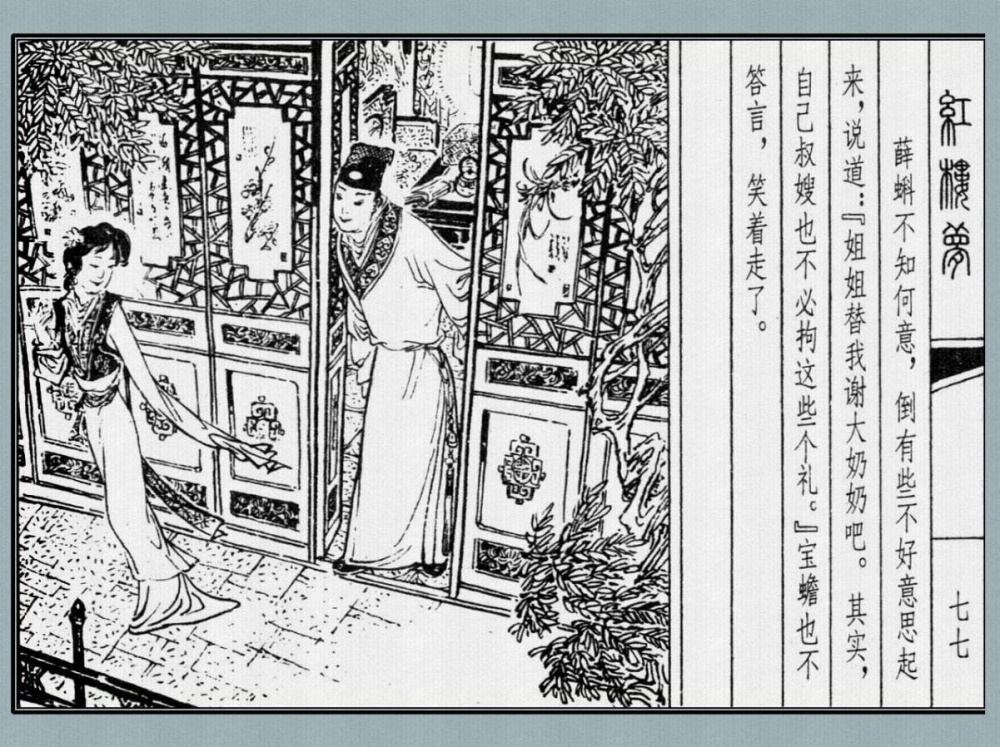 紅樓夢
七七
薛蝌不知何意，倒有些不好意思起
来，说道：『姐姐替我谢大奶奶吧。其实，
自己叔嫂也不必拘这些个礼。』宝蟾也不
答言，笑着走了。